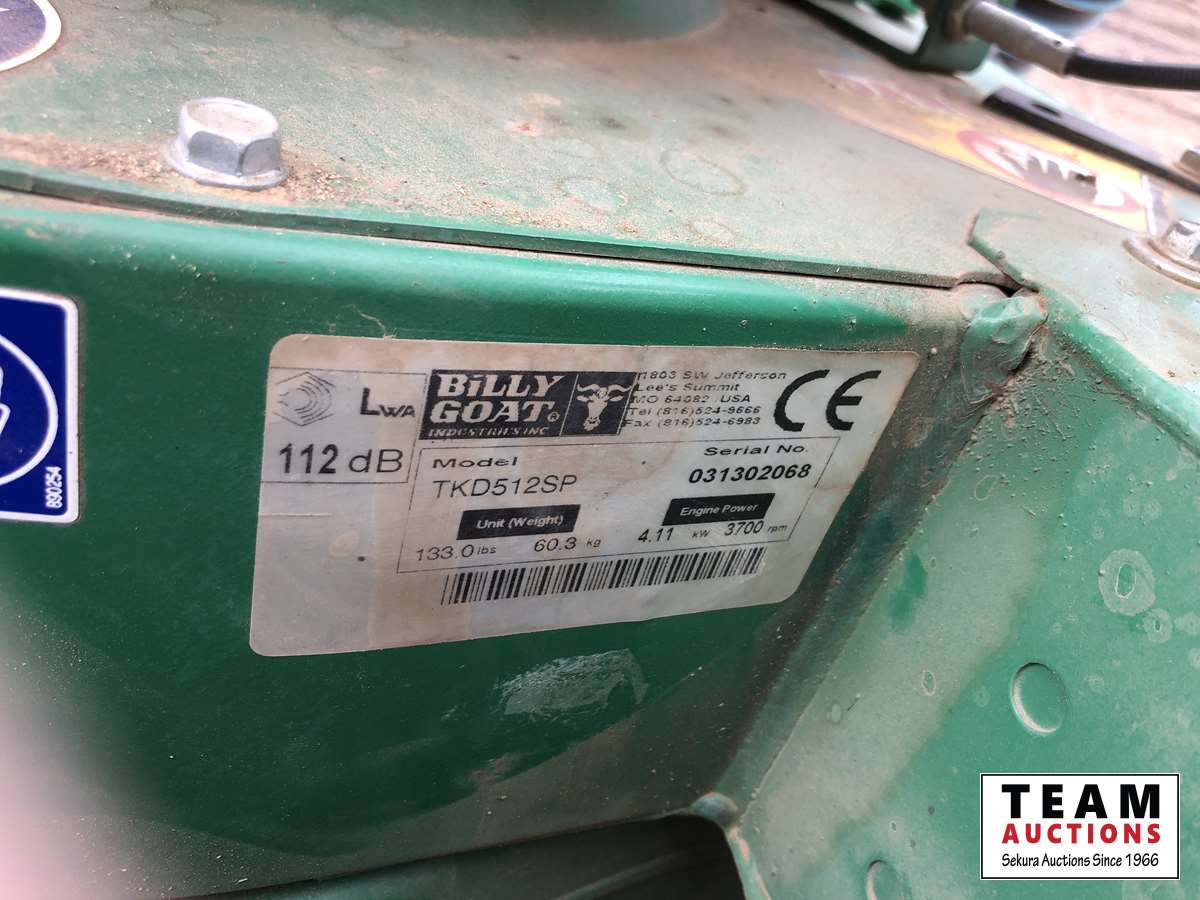 LWA
112 dB
BILLY
GOAT®
INDUSTRIES INC
11803 SW Jefferson
Lee's Summit
MO 64082 USA
Tel (816)524-9666
Fax (816)524-6983
CE
Model
TKD512SP
Serial No.
031302068
Unit (Weight)
133.0 lbs 60.3 kg
Engine Power
4.11 kW 3700 rpm
890254
TEAM
AUCTIONS
Sekura Auctions Since 1966